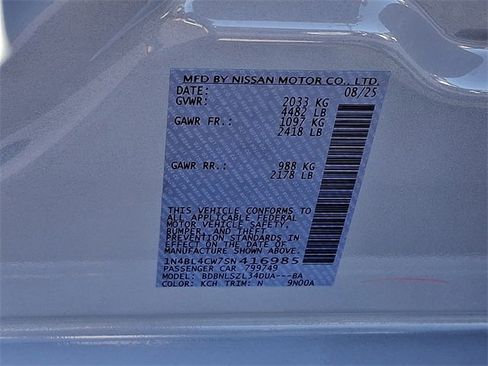 MFD BY NISSAN MOTOR CO., LTD.
DATE: 08/25
GVWR: 2033 KG
4482 LB
GAWR FR.: 1097 KG
2418 LB
GAWR RR.: 988 KG
2178 LB
THIS VEHICLE CONFORMS TO
ALL APPLICABLE FEDERAL
MOTOR VEHICLE SAFETY,
BUMPER, AND THEFT
PREVENTION STANDARDS
IN EFFECT ON THE DATE OF
MANUFACTURE SHOWN ABOVE.
1N4BL4CW7SN416985
PASSENGER CAR 799749
MODEL: BDBNLSZL34DUA---BA
COLOR: KCH TRIM: N 9N00A